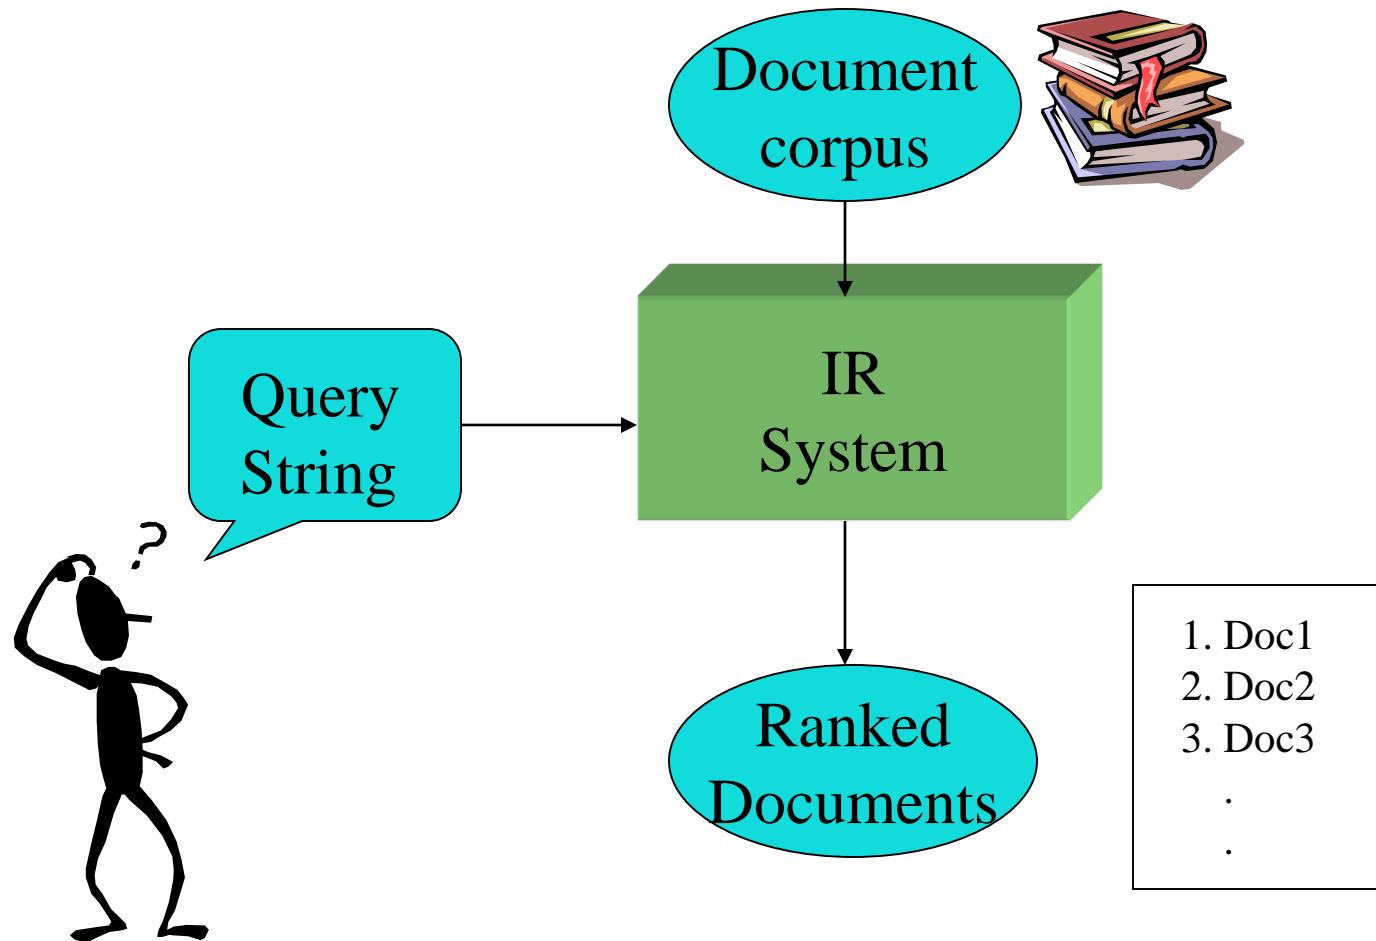 Document
corpus
IR
System
Query
String
?
Ranked
Documents
1. Doc1
2. Doc2
3. Doc3
.
.